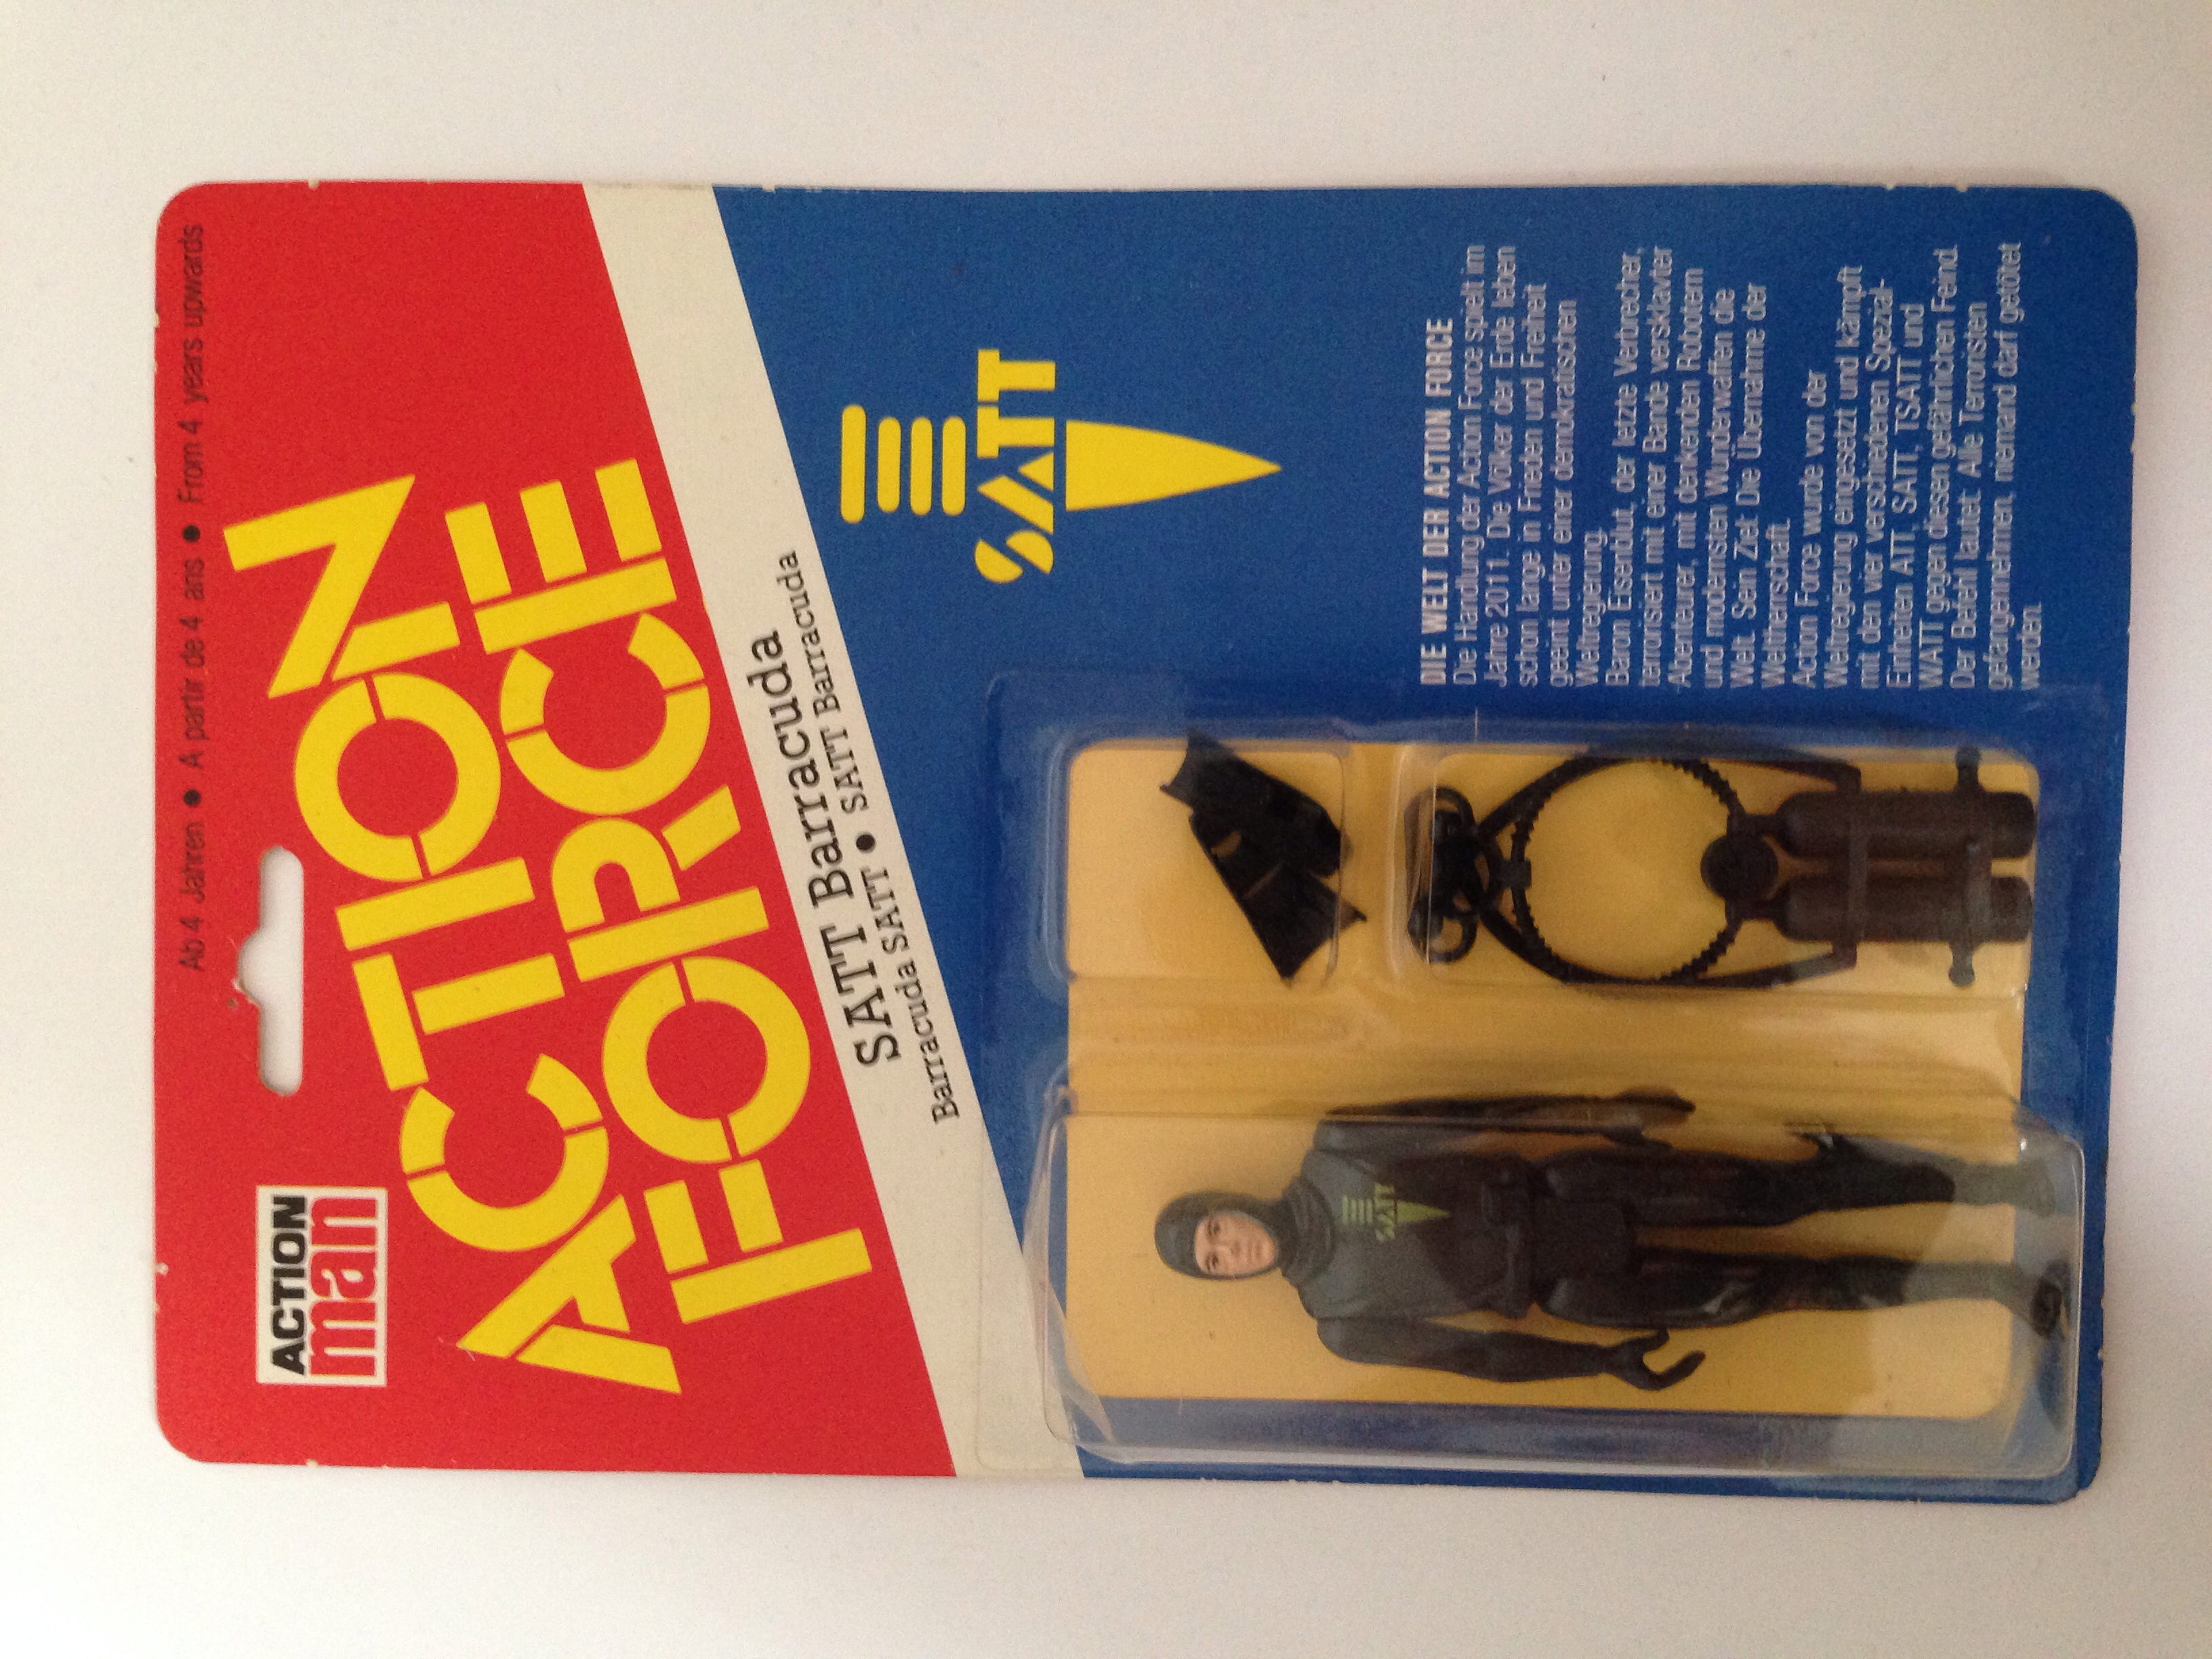 Ab 4 Jahren ● A partir de 4 ans ● From 4 years upwards
ACTION
man
ACTION
FORCE
SATT Barracuda
Barracuda SATT ● SATT Barracuda
SATT
SATT
DIE WELT DER ACTION FORCE
Die Handlung der Action Force spielt im
Jahre 2011. Die Völker der Erde leben
schon lange in Frieden und Freiheit
geeint unter einer demokratischen
Weltregierung.
Baron Eisenblut, der letzte Verbrecher,
terrorisiert mit einer Bande versklavter
Abenteurer, mit denkenden Robotern
und modernsten Wunderwaffen die
Welt. Sein Ziel: Die Übernahme der
Weltherrschaft.
Action Force wurde von der
Weltregierung eingesetzt und kämpft
mit den vier verschiedenen Spezial-
Einheiten ATT, SATT, TSATT und
WATT gegen diesen gefährlichen Feind.
Der Befehl lautet: Alle Terroristen
gefangennehmen, niemand darf getötet
werden.